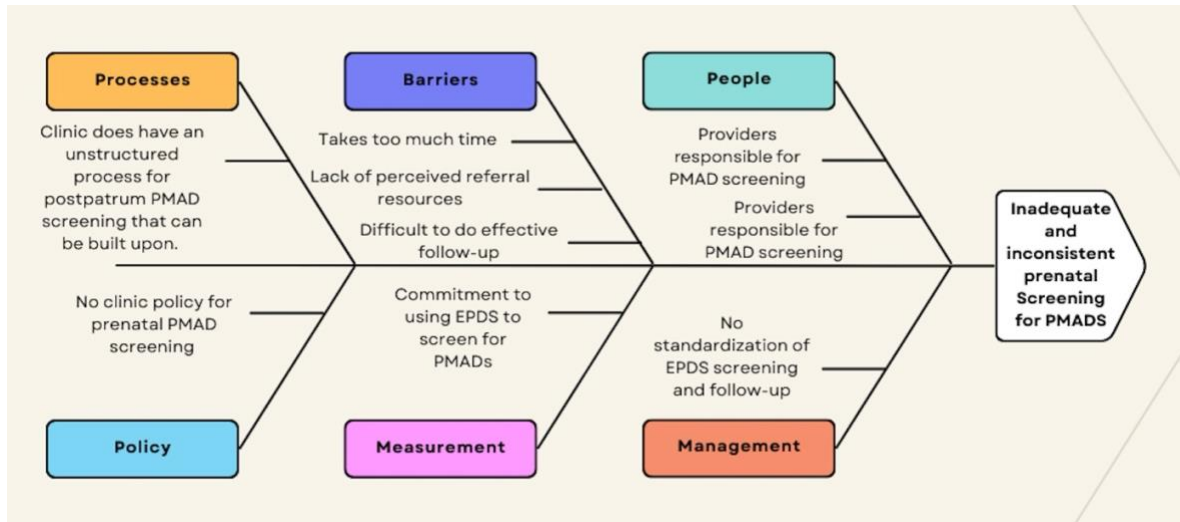 Processes
Clinic does have an
unstructured
process for
postpatrum PMAD
screening that can
be built upon.
Barriers
Takes too much time
Lack of perceived referral
resources
Difficult to do effective
follow-up
People
Providers
responsible for
PMAD screening
Providers
responsible for
PMAD screening
Inadequate
and
inconsistent
prenatal
Screening
for PMADS
No clinic policy for
prenatal PMAD
screening
Policy
Commitment to
using EPDS to
screen for
PMADs
Measurement
No
standardization of
EPDS screening
and follow-up
Management